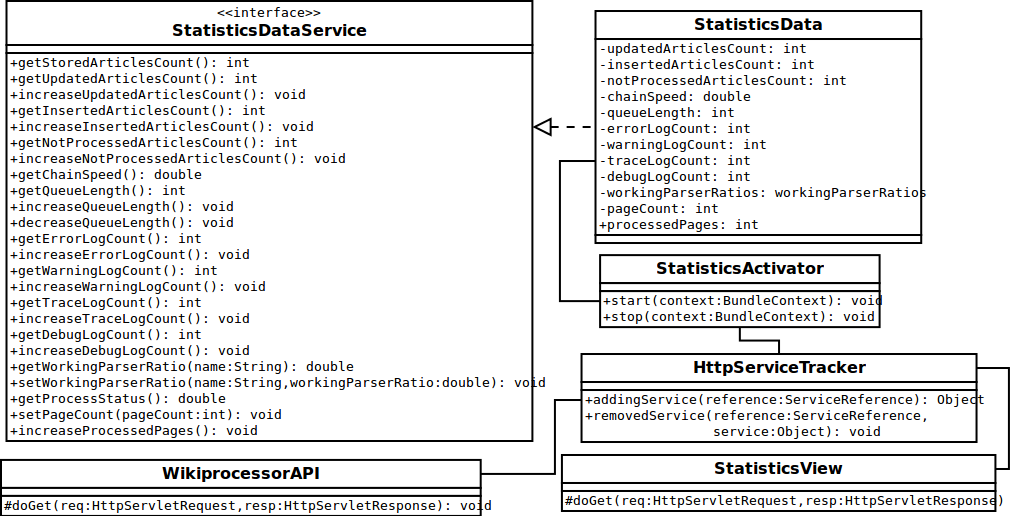 <<interface>>
StatisticsDataService
+getStoredArticlesCount(): int
+getUpdatedArticlesCount(): int
+increaseUpdatedArticlesCount(): void
+getInsertedArticlesCount(): int
+increaseInsertedArticlesCount(): void
+getNotProcessedArticlesCount(): int
+increaseNotProcessedArticlesCount(): void
+getChainSpeed(): double
+getQueueLength(): int
+increaseQueueLength(): void
+decreaseQueueLength(): void
+getErrorLogCount(): int
+increaseErrorLogCount(): void
+getWarningLogCount(): int
+increaseWarningLogCount(): void
+getTraceLogCount(): int
+increaseTraceLogCount(): void
+getDebugLogCount(): int
+increaseDebugLogCount(): void
+getWorkingParserRatio(name:String): double
+setWorkingParserRatio(name:String,workingParserRatio:double): void
+getProcessStatus(): double
+setPageCount(pageCount:int): void
+increaseProcessedPages(): void
StatisticsData
-updatedArticlesCount: int
-insertedArticlesCount: int
-notProcessedArticlesCount: int
-chainSpeed: double
-queueLength: int
-errorLogCount: int
-warningLogCount: int
-traceLogCount: int
-debugLogCount: int
-workingParserRatios: workingParserRatios
-pageCount: int
+processedPages: int
StatisticsActivator
+start(context:BundleContext): void
+stop(context:BundleContext): void
HttpServiceTracker
+addingService(reference:ServiceReference): Object
+removedService(reference:ServiceReference,
service:Object): void
WikiprocessorAPI
#doGet(req:HttpServletRequest,resp:HttpServletResponse): void
StatisticsView
#doGet(req:HttpServletRequest,resp:HttpServletResponse)